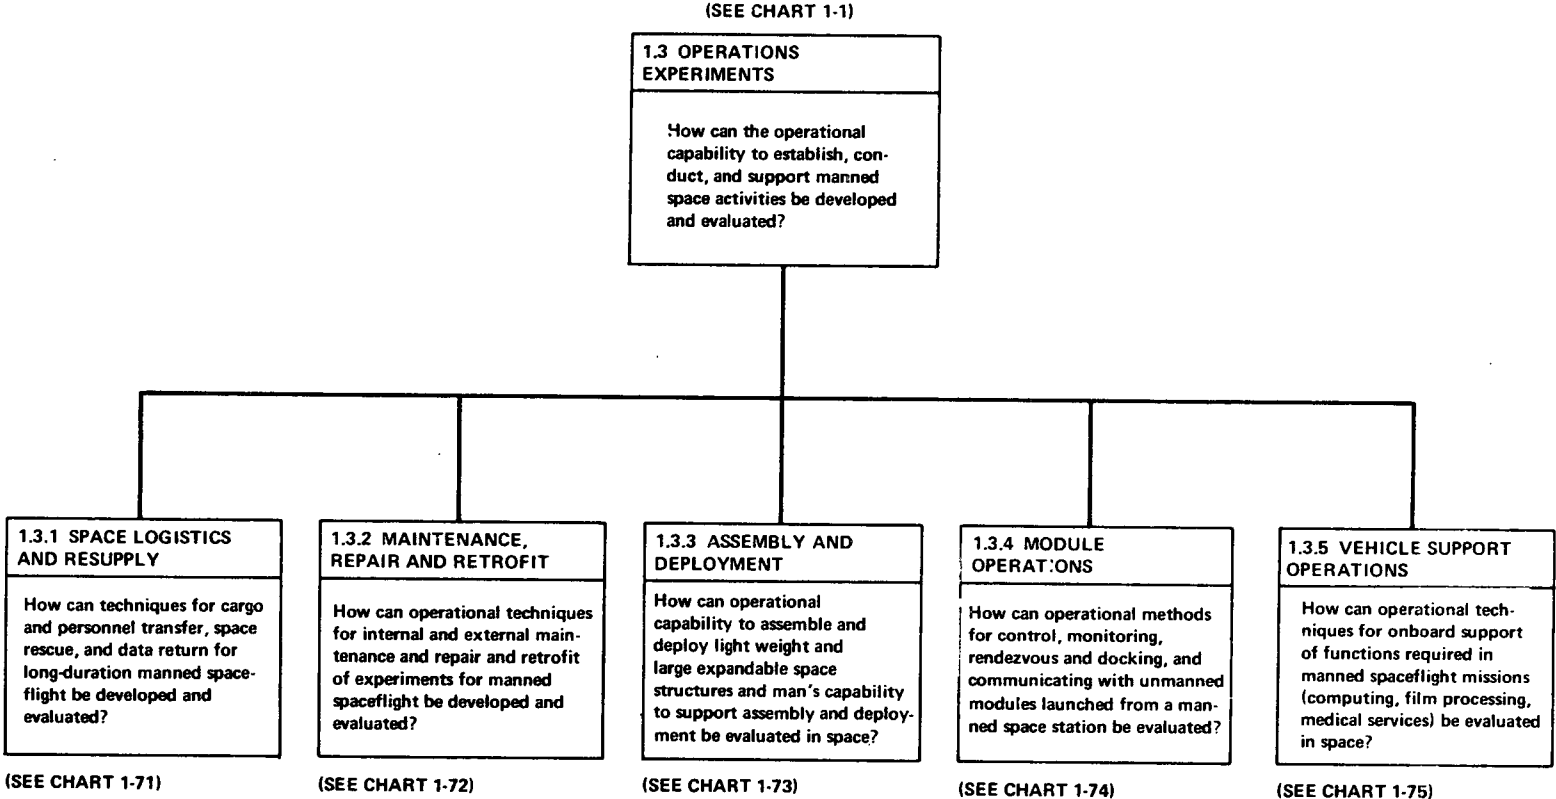 (SEE CHART 1-1)
1.3 OPERATIONS
EXPERIMENTS
How can the operational
capability to establish, con-
duct, and support manned
space activities be developed
and evaluated?
1.3.1 SPACE LOGISTICS
AND RESUPPLY
How can techniques for cargo
and personnel transfer, space
rescue, and data return for
long-duration manned space-
flight be developed and
evaluated?
(SEE CHART 1-71)
1.3.2 MAINTENANCE,
REPAIR AND RETROFIT
How can operational techniques
for internal and external main-
tenance and repair and retrofit
of experiments for manned
spaceflight be developed and
evaluated?
(SEE CHART 1-72)
1.3.3 ASSEMBLY AND
DEPLOYMENT
How can operational
capability to assemble and
deploy light weight and
large expandable space
structures and man's capability
to support assembly and deploy-
ment be evaluated in space?
(SEE CHART 1-73)
1.3.4 MODULE
OPERATIONS
How can operational methods
for control, monitoring,
rendezvous and docking, and
communicating with unmanned
modules launched from a man-
ned space station be evaluated?
(SEE CHART 1-74)
1.3.5 VEHICLE SUPPORT
OPERATIONS
How can operational tech-
niques for onboard support
of functions required in
manned spaceflight missions
(computing, film processing,
medical services) be evaluated
in space?
(SEE CHART 1-75)